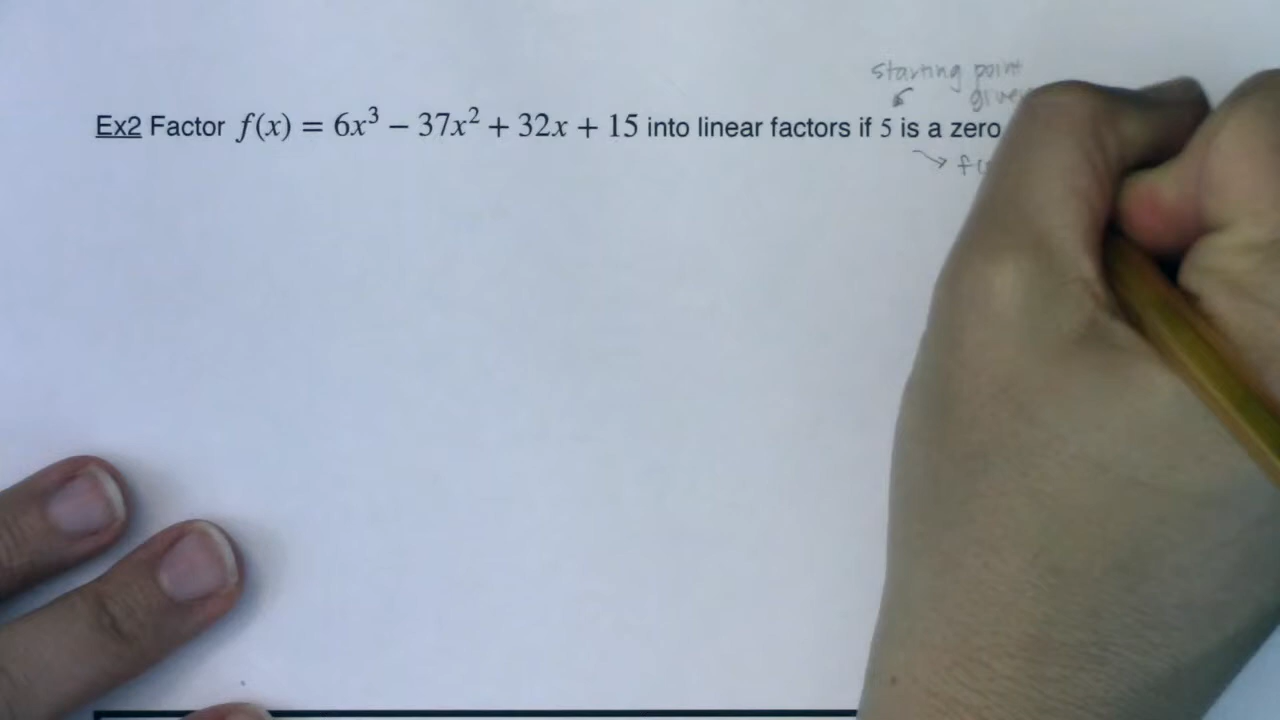 starting point
Ex2 Factor f(x) = 6x³ − 37x² + 32x + 15 into linear factors if 5 is a zero